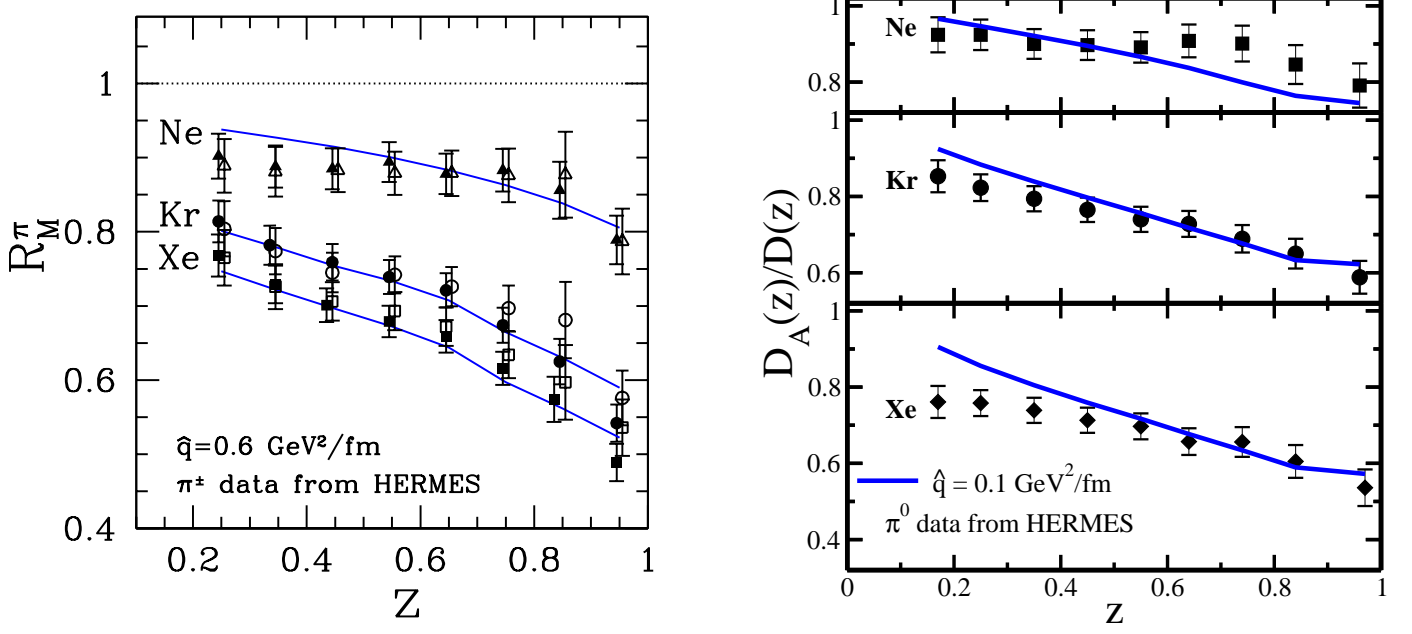 1
Ne
Kr
0.8
Xe
0.6
q̂=0.6 GeV²/fm
π± data from HERMES
0.4
0.2 0.4 0.6 0.8 1
Z
R_M^π
1
Ne
0.8
1
Kr
0.8
0.6
1
0.8
Xe
0.6
q̂ = 0.1 GeV²/fm
π⁰ data from HERMES
0.4
0 0.2 0.4 0.6 0.8 1
z
D_A(z)/D(z)